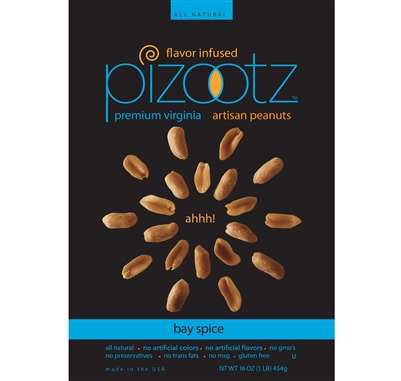 ALL NATURAL
flavor infused
pizootz™
premium virginia artisan peanuts
ahhh!
bay spice
all natural • no artificial colors • no artificial flavors • no gmo's
no preservatives • no trans fats • no msg • gluten free U
made in the USA NET WT 16 OZ (1 LB) 454g